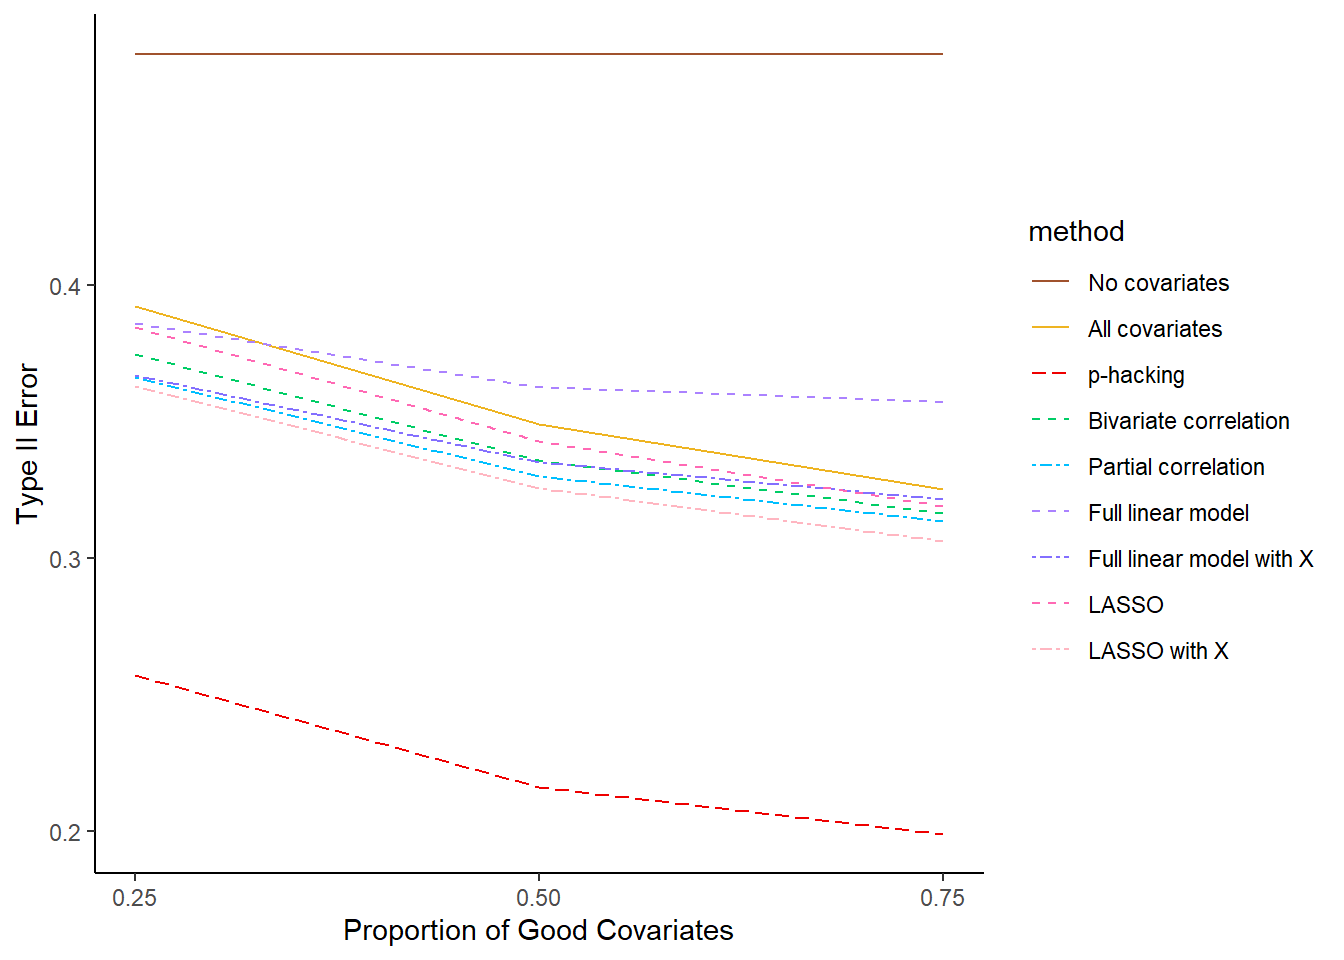 Type II Error
0.4
0.3
0.2
0.25
0.50
0.75
Proportion of Good Covariates
method
No covariates
All covariates
p-hacking
Bivariate correlation
Partial correlation
Full linear model
Full linear model with X
LASSO
LASSO with X